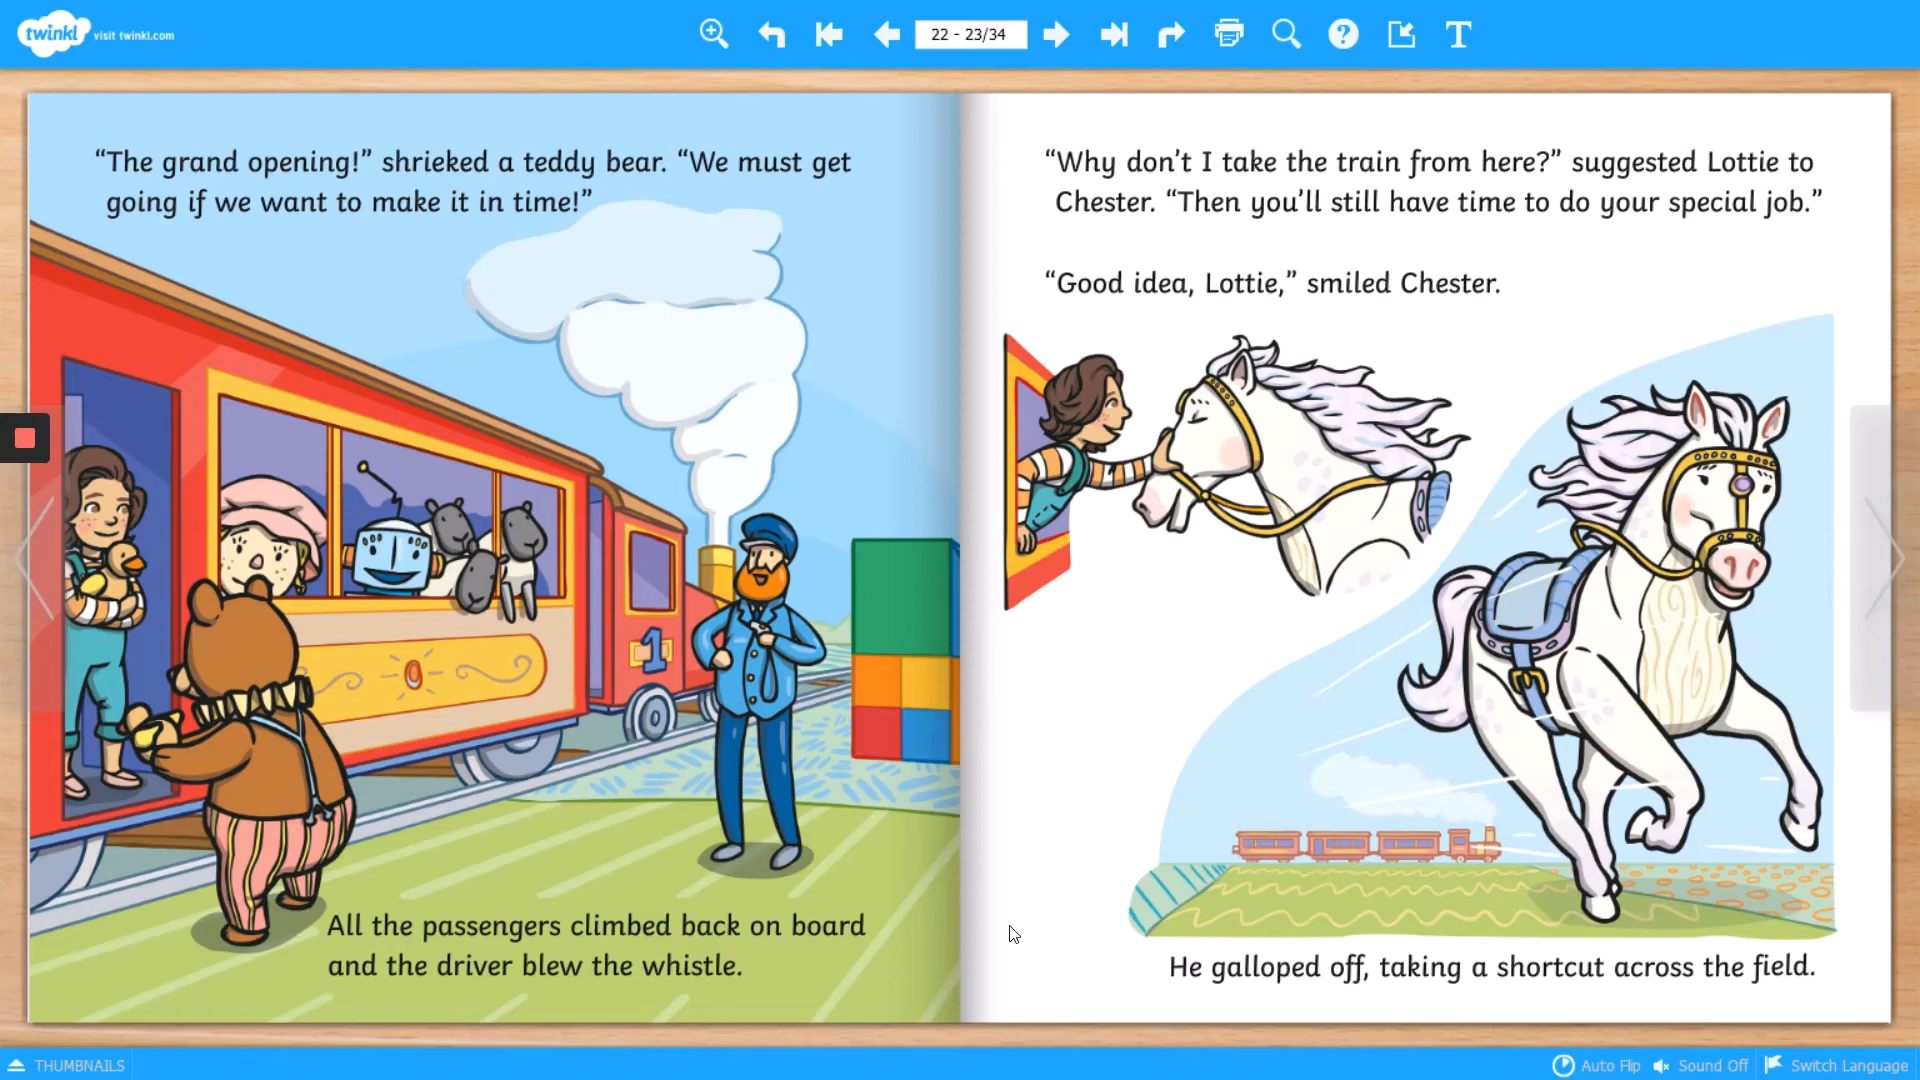 twinkl visit twinkl.com
22 - 23/34
“The grand opening!” shrieked a teddy bear. “We must get
going if we want to make it in time!”
1
All the passengers climbed back on board
and the driver blew the whistle.
“Why don’t I take the train from here?” suggested Lottie to
Chester. “Then you’ll still have time to do your special job.”
“Good idea, Lottie,” smiled Chester.
He galloped off, taking a shortcut across the field.
THUMBNAILS
Auto Flip Sound Off Switch Language